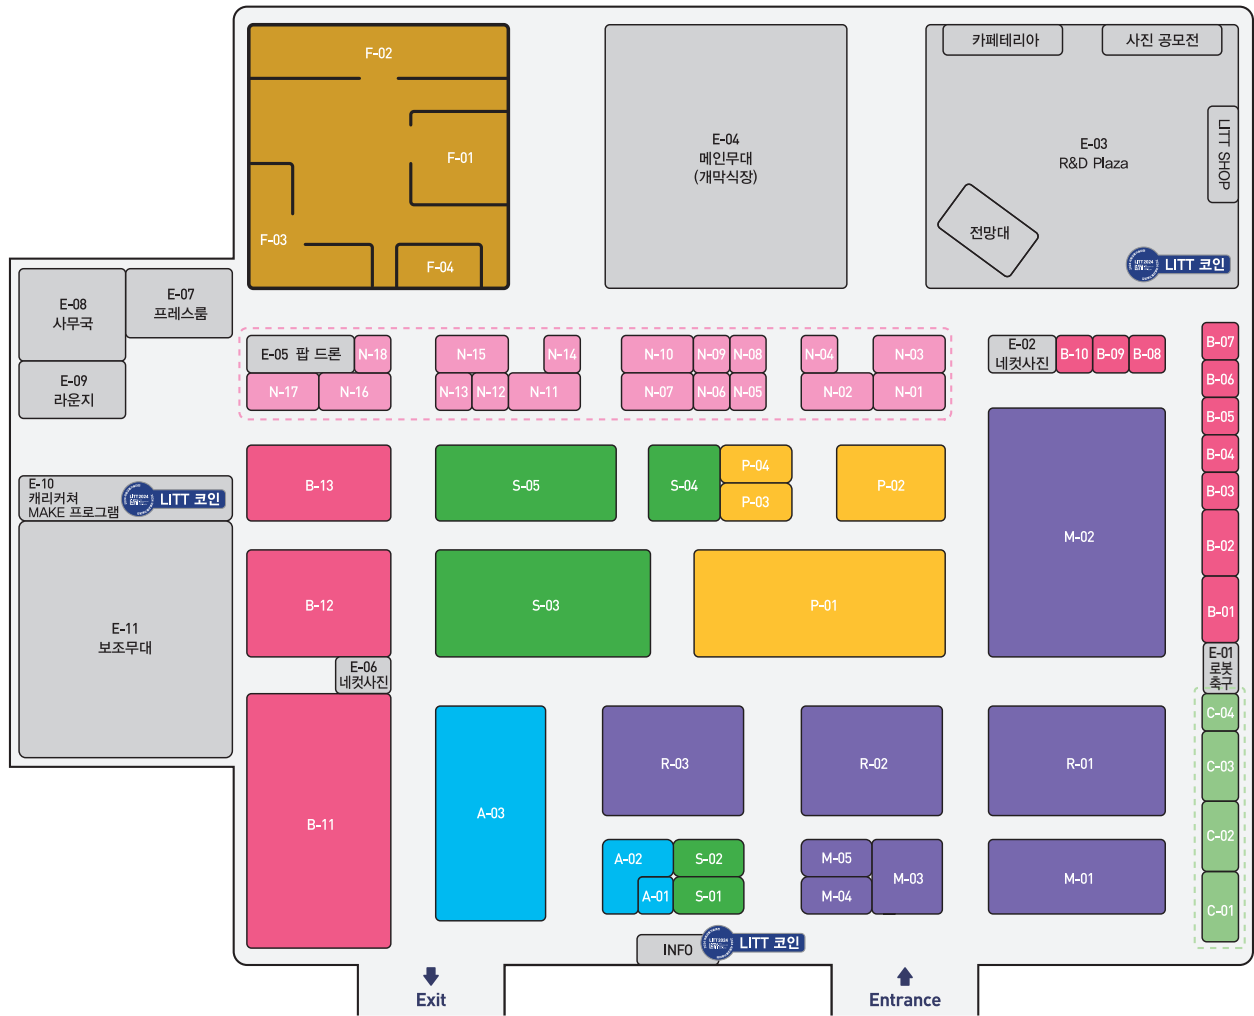 F-02
F-01
F-03
F-04
E-04
메인무대
(개막식장)
카페테리아
사진 공모전
LITT SHOP
E-03
R&D Plaza
전망대
LITT 코인
E-08
사무국
E-07
프레스룸
E-09
라운지
E-05 팝 드론
N-18
N-17
N-16
N-15
N-14
N-13
N-12
N-11
N-10
N-09
N-08
N-07
N-06
N-05
N-04
N-03
N-02
N-01
E-02
네컷사진
B-10
B-09
B-08
B-07
B-06
B-05
B-04
B-03
B-02
B-01
E-10
캐리커쳐
MAKE 프로그램
LITT 코인
E-11
보조무대
B-13
S-05
S-04
P-04
P-03
P-02
M-02
B-12
S-03
P-01
E-06
네컷사진
E-01
로봇
축구
C-04
C-03
C-02
C-01
B-11
A-03
R-03
R-02
R-01
A-02
A-01
S-02
S-01
M-05
M-04
M-03
M-01
INFO
LITT 코인
Exit
Entrance